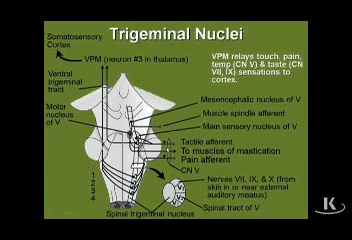 Trigeminal Nuclei
Somatosensory
Cortex
VPM (neuron #3 in thalamus)
VPM relays touch, pain,
temp (CN V) & taste (CN
VII, IX) sensations to
cortex.
Ventral
trigeminal
tract
Motor
nucleus
of V
Mesencephalic nucleus of V
Muscle spindle afferent
Main sensory nucleus of V
Tactile afferent
To muscles of mastication
Pain afferent
CN V
1
2
3
4
Nerves VII, IX, & X (from
skin in or near external
auditory meatus)
Spinal tract of V
Spinal trigeminal nucleus
K